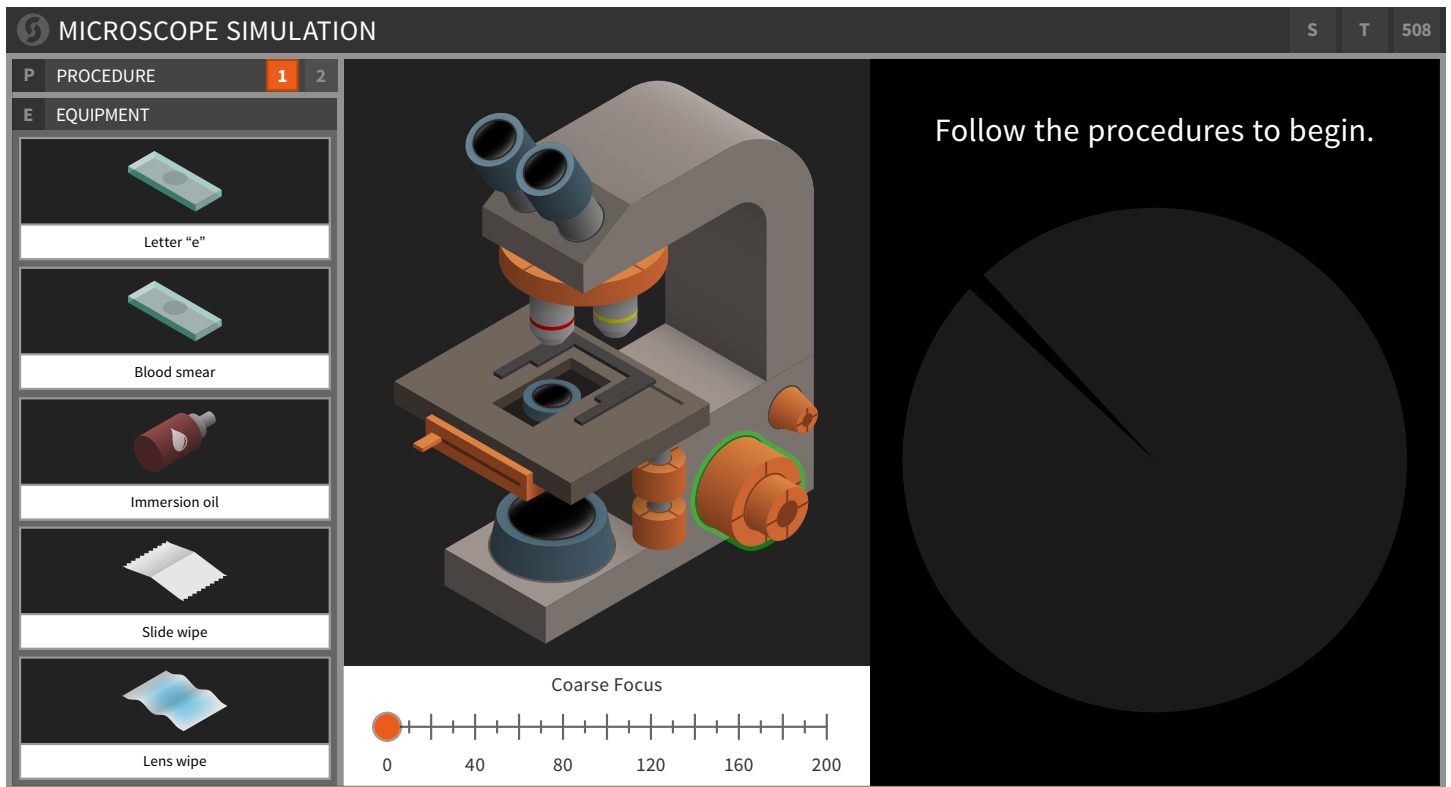 MICROSCOPE SIMULATION
S T 508
P PROCEDURE 1 2
E EQUIPMENT
Letter “e”
Blood smear
Immersion oil
Slide wipe
Lens wipe
Coarse Focus
0 40 80 120 160 200
Follow the procedures to begin.